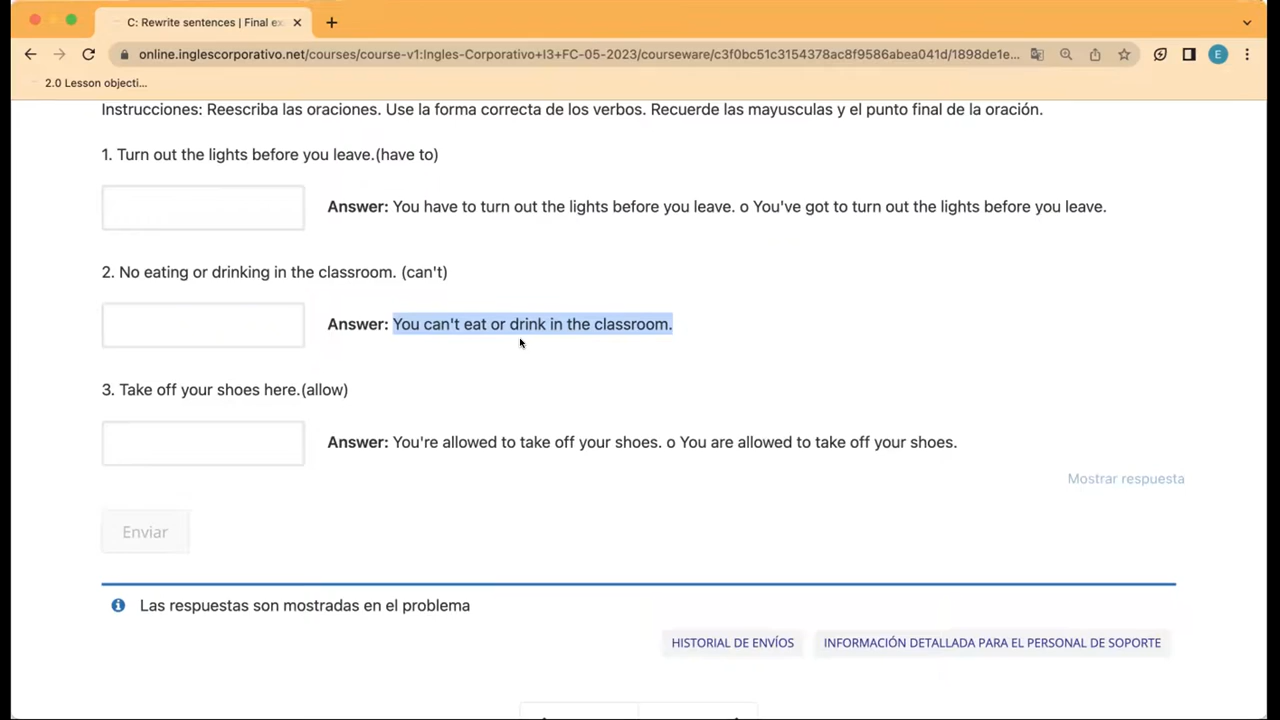 C: Rewrite sentences | Final ex
online.inglescorporativo.net/courses/course-v1:Ingles-Corporativo+I3+FC-05-2023/courseware/c3f0bc51c3154378ac8f9586abea041d/1898de1e...
E
2.0 Lesson objecti...
Instrucciones: Reescriba las oraciones. Use la forma correcta de los verbos. Recuerde las mayusculas y el punto final de la oración.
1. Turn out the lights before you leave.(have to)
Answer: You have to turn out the lights before you leave. o You've got to turn out the lights before you leave.
2. No eating or drinking in the classroom. (can't)
Answer: You can't eat or drink in the classroom.
3. Take off your shoes here.(allow)
Answer: You're allowed to take off your shoes. o You are allowed to take off your shoes.
Mostrar respuesta
Enviar
Las respuestas son mostradas en el problema
HISTORIAL DE ENVÍOS INFORMACIÓN DETALLADA PARA EL PERSONAL DE SOPORTE